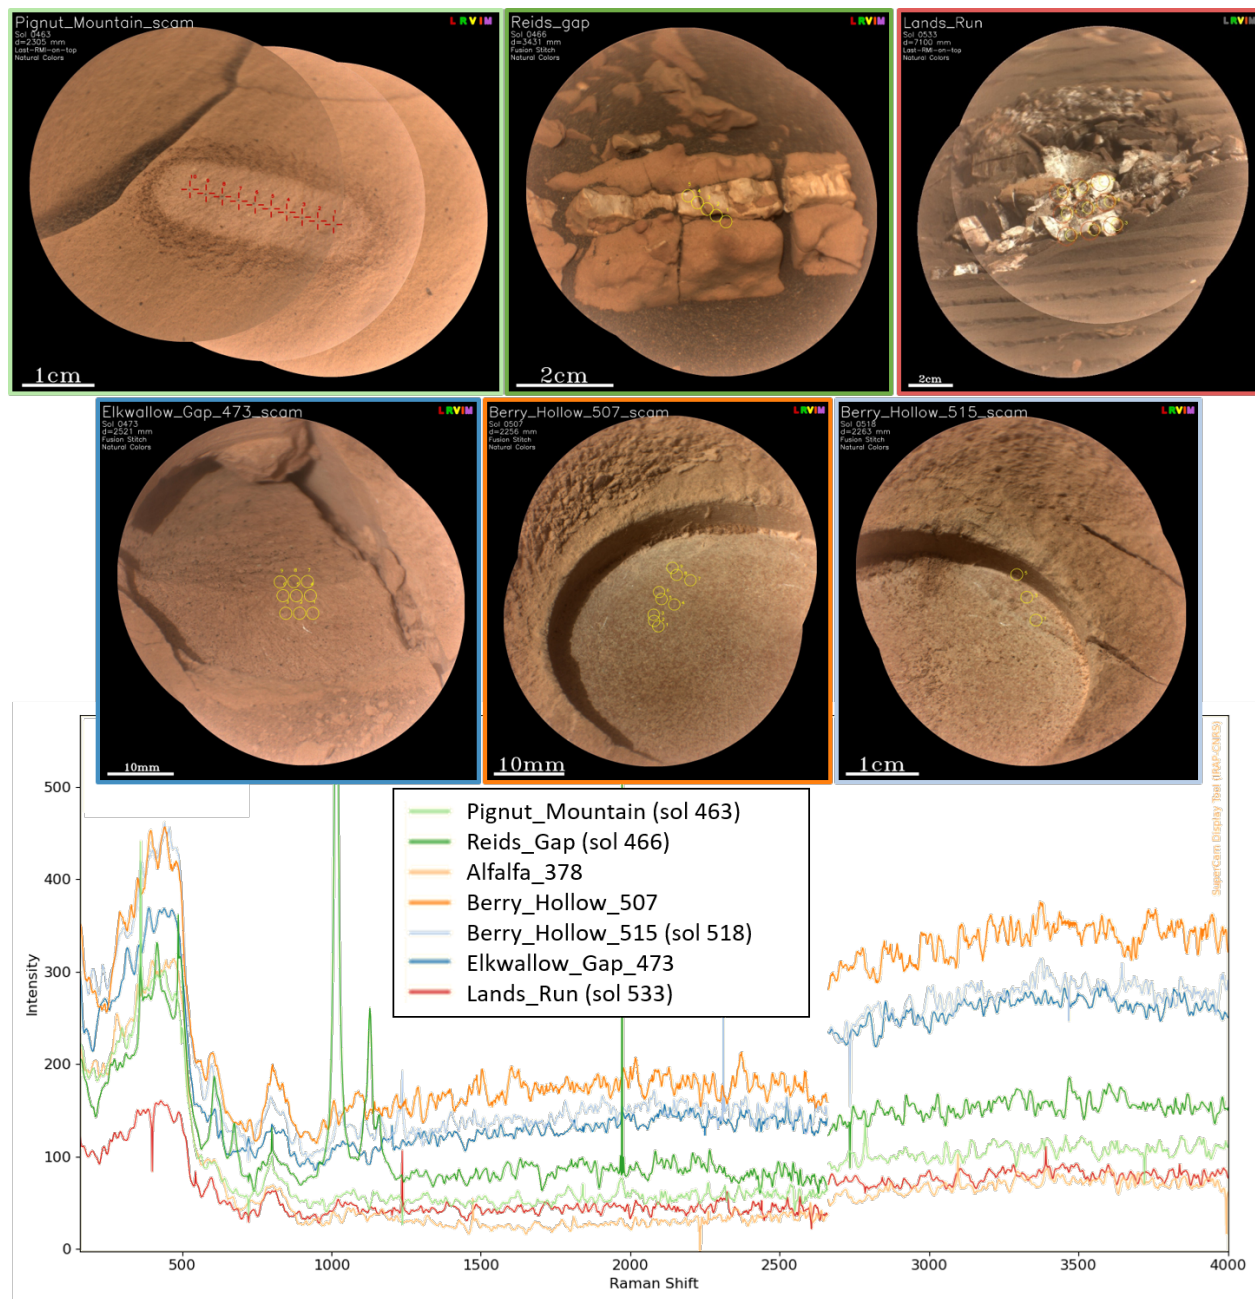 Pignut_Mountain_scam
LRVIM
Sol 0463
d=2305 mm
Last-RMI-on-top
Natural Colors
1cm
Reids_gap
LRVIM
Sol 0466
d=3431 mm
Fusion Stitch
Natural Colors
2cm
Lands_Run
LRVIM
Sol 0533
d=7100 mm
Last-RMI-on-top
Natural Colors
2cm
Elkwallow_Gap_473_scam
LRVIM
Sol 0473
d=2521 mm
Fusion Stitch
Natural Colors
10mm
Berry_Hollow_507_scam
LRVIM
Sol 0507
d=2256 mm
Fusion Stitch
Natural Colors
10mm
Berry_Hollow_515_scam
LRVIM
Sol 0518
d=2263 mm
Fusion Stitch
Natural Colors
1cm
Pignut_Mountain (sol 463)
Reids_Gap (sol 466)
Alfalfa_378
Berry_Hollow_507
Berry_Hollow_515 (sol 518)
Elkwallow_Gap_473
Lands_Run (sol 533)
SuperCam Display Tool (IRAP-CNRS)
Intensity
500
400
300
200
100
0
500
1000
1500
2000
2500
3000
3500
4000
Raman Shift